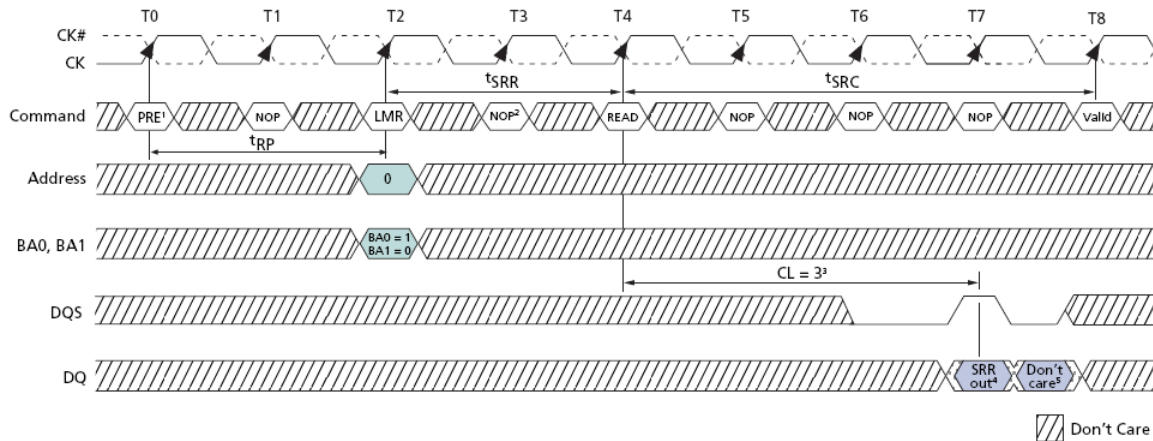 T0 T1 T2 T3 T4 T5 T6 T7 T8
CK#
CK
tSRR tSRC
Command PRE¹ NOP LMR NOP² READ NOP NOP NOP Valid
tRP
Address 0
BA0, BA1 BA0 = 1
BA1 = 0
CL = 3³
DQS
DQ SRR out⁴ Don't care⁵
Don't Care